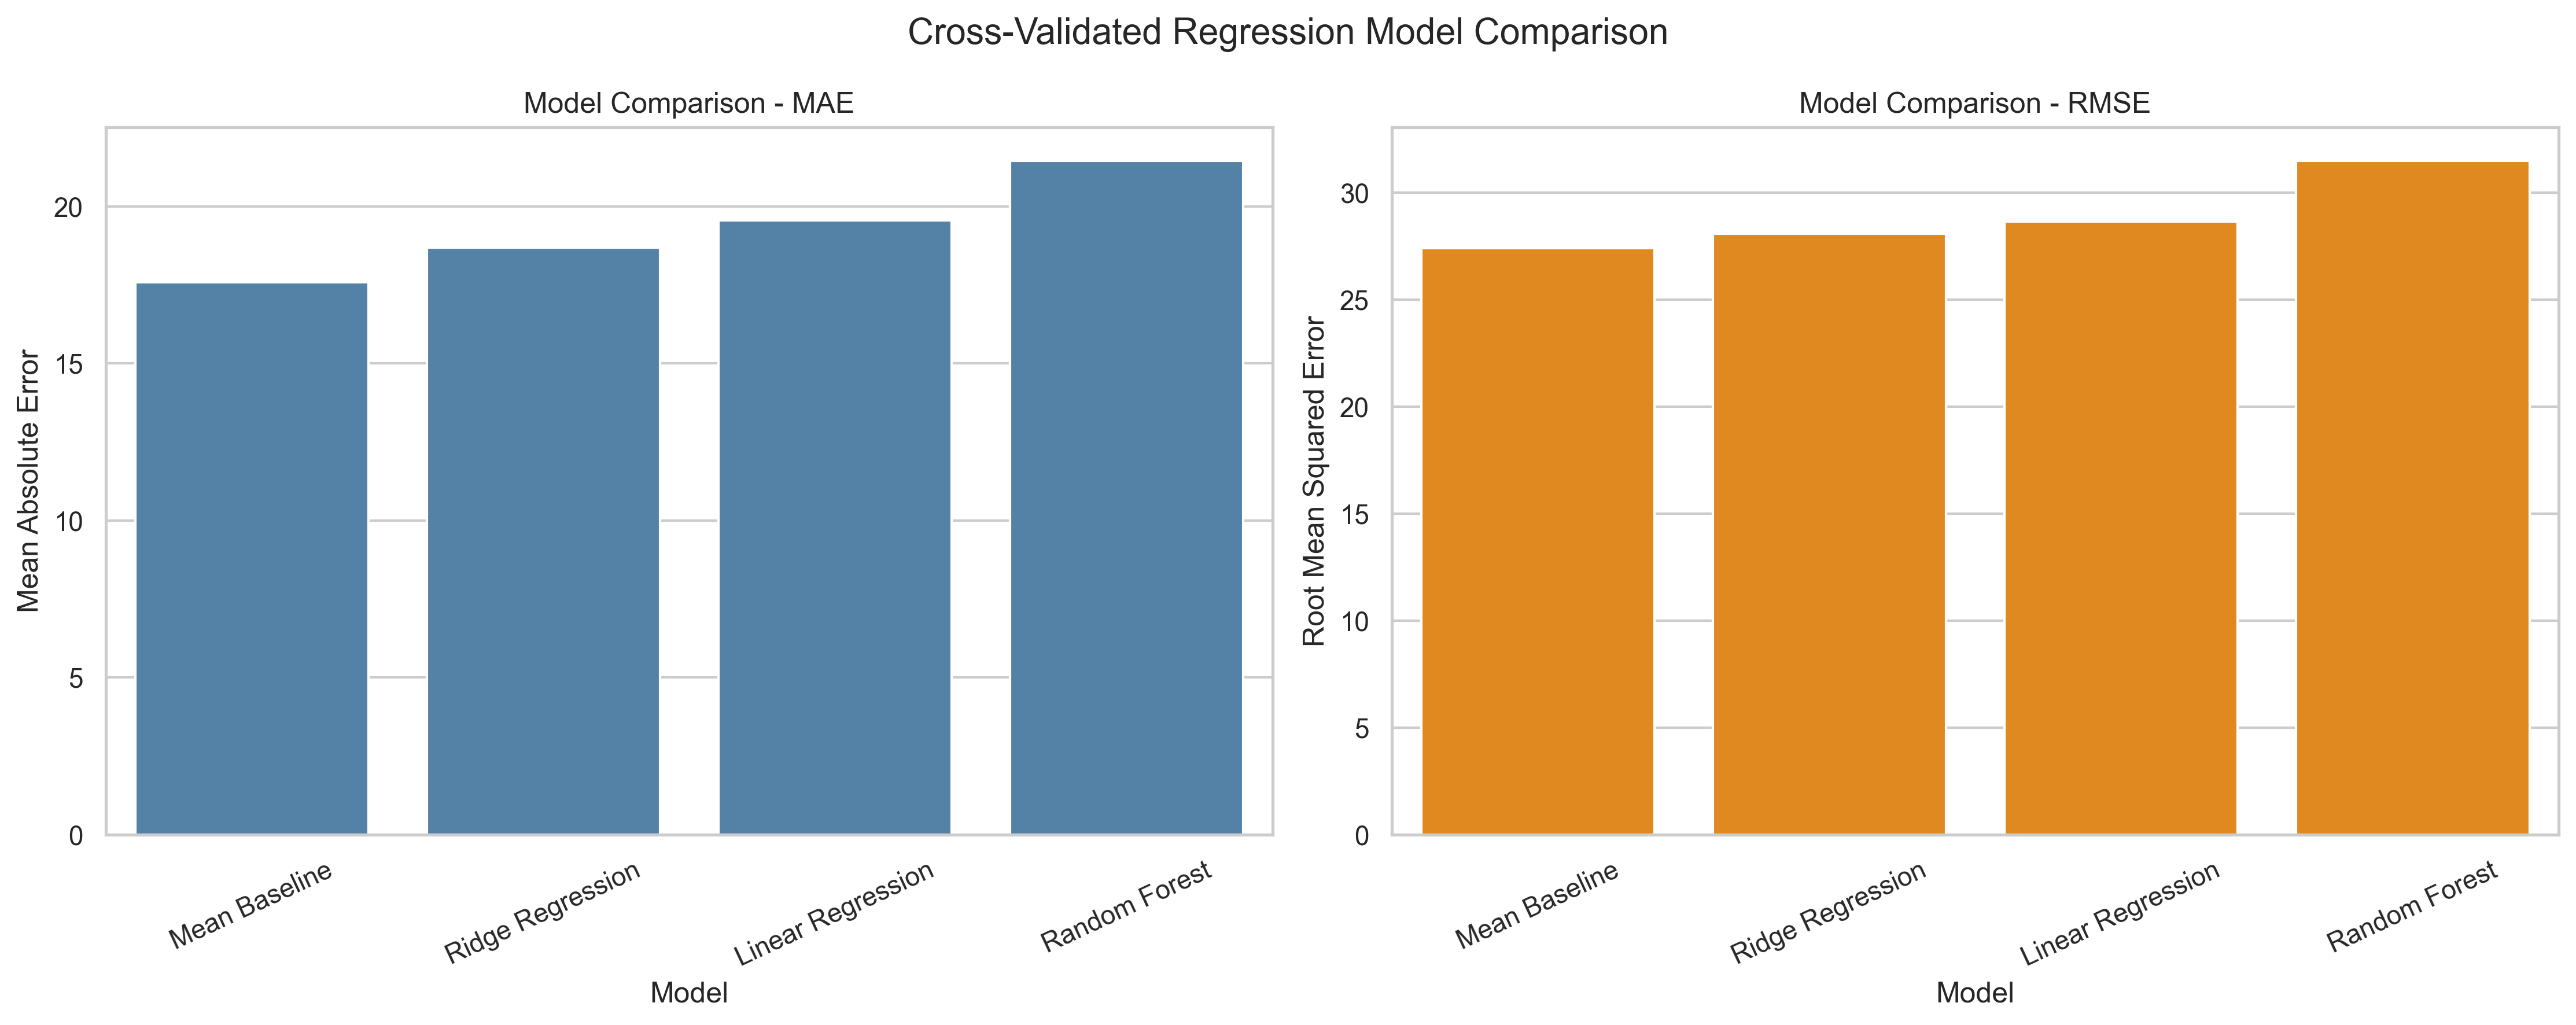 Cross-Validated Regression Model Comparison
Model Comparison - MAE
Mean Absolute Error
20
15
10
5
0
Mean Baseline
Ridge Regression
Linear Regression
Random Forest
Model
Model Comparison - RMSE
Root Mean Squared Error
30
25
20
15
10
5
0
Mean Baseline
Ridge Regression
Linear Regression
Random Forest
Model